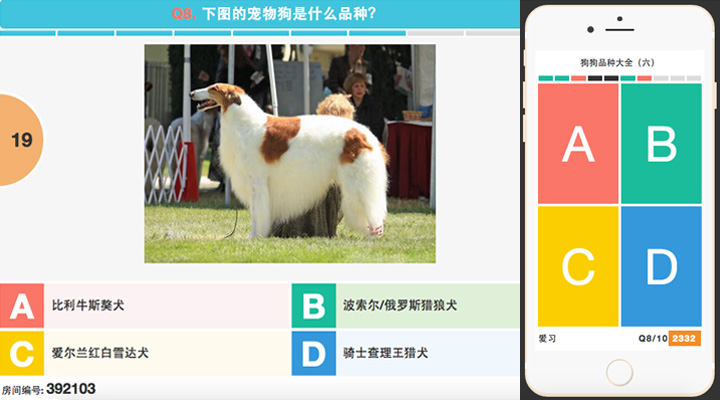 Q8. 下图的宠物狗是什么品种?
19
A 比利牛斯獒犬
B 波索尔/俄罗斯猎狼犬
C 爱尔兰红白雪达犬
D 骑士查理王猎犬
房间编号: 392103
狗狗品种大全（六）
A B
C D
爱习 Q8/10 2332